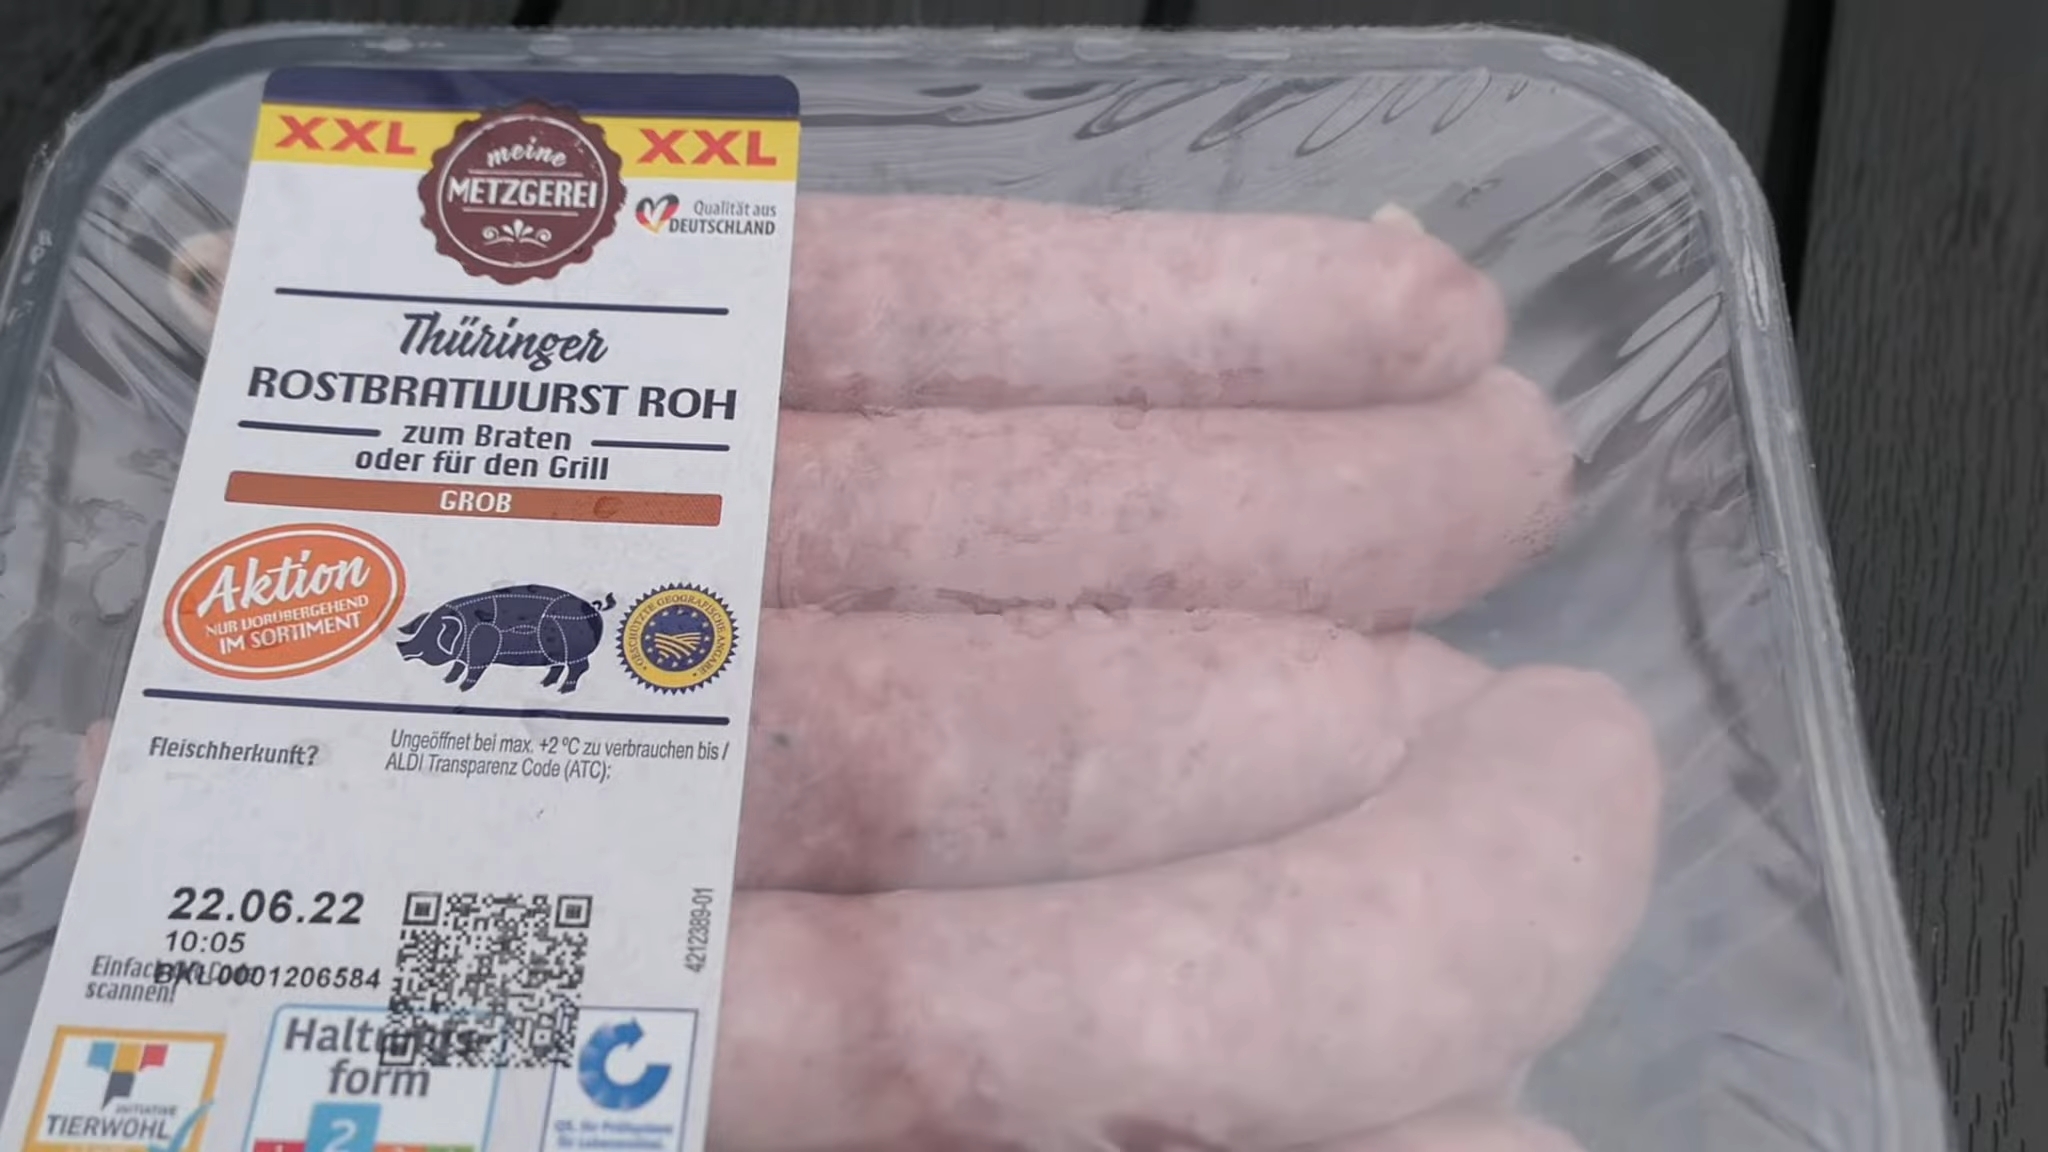 XXL
XXL
meine
METZGEREI
Qualität aus
DEUTSCHLAND
Thüringer
ROSTBRATWURST ROH
zum Braten
oder für den Grill
GROB
Aktion
NUR VORÜBERGEHEND
IM SORTIMENT
GESCHÜTZTE GEOGRAFISCHE ANGABE
Fleischherkunft?
Ungeöffnet bei max. +2 °C zu verbrauchen bis /
ALDI Transparenz Code (ATC):
22.06.22
10:05
BKL0001206584
Einfach
scannen!
4212389-01
INITIATIVE
TIERWOHL
Haltungs
form
2